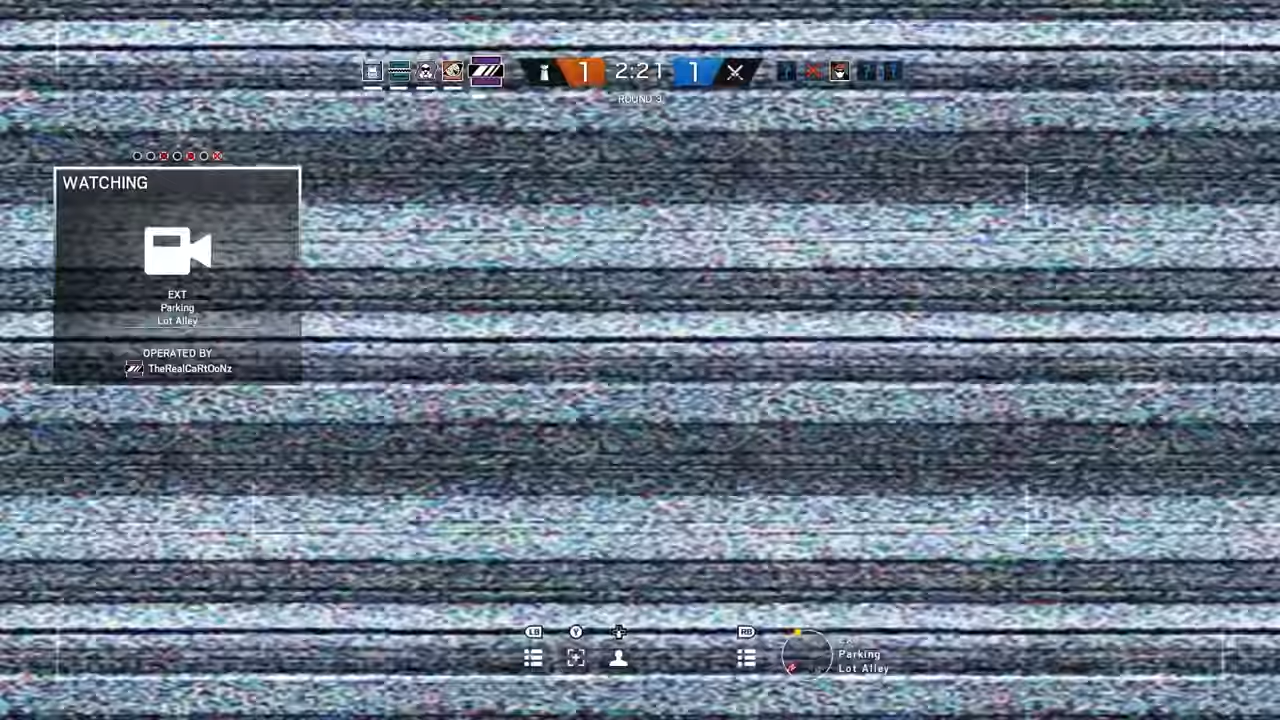 1 2:21 1
ROUND 3
WATCHING
EXT
Parking
Lot Alley
OPERATED BY
TheRealCaRtOoNz
LB Y RB
Parking
Lot Alley